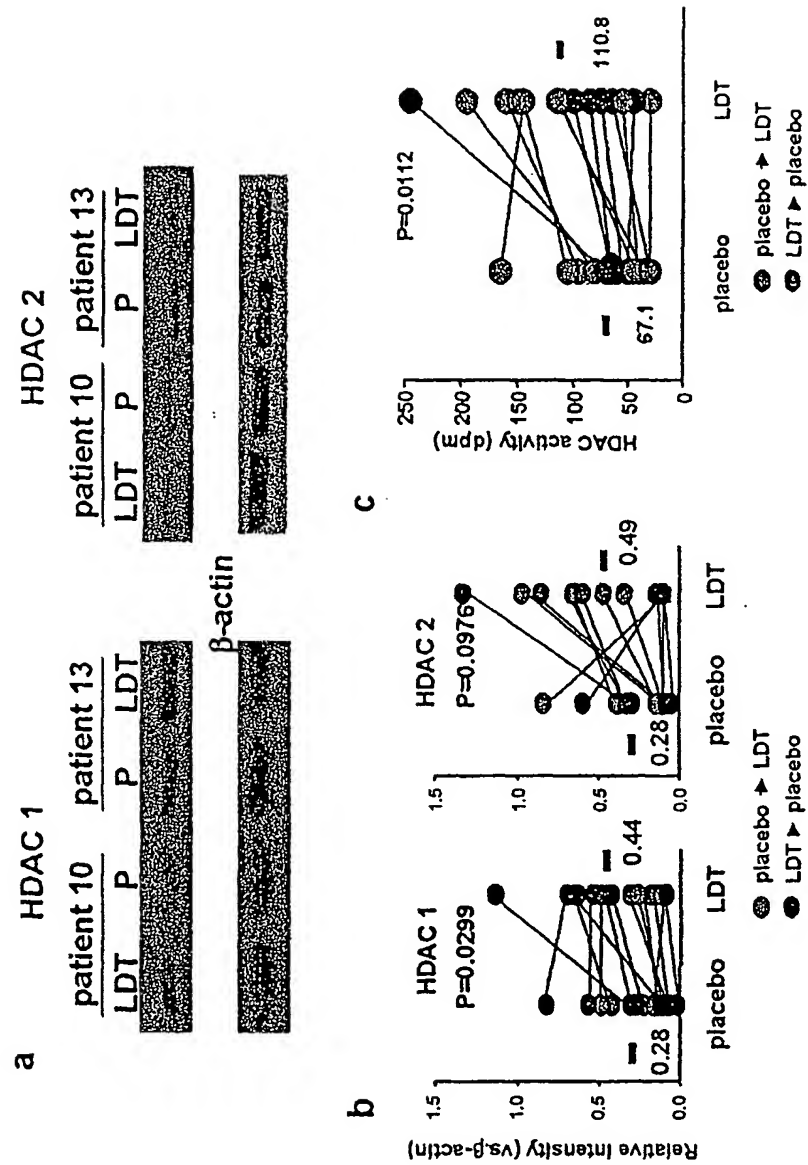 a
HDAC 1
HDAC 2
patient 10
patient 13
patient 10
patient 13
LDT P P LDT
LDT P P LDT
β-actin
b
HDAC 1
P=0.0299
Relative Intensity (vs.β-actin)
1.5
1.0
0.5
0.0
0.28
0.44
placebo LDT
HDAC 2
P=0.0976
1.5
1.0
0.5
0.0
0.28
0.49
placebo LDT
placebo → LDT
LDT ➤ placebo
c
P=0.0112
HDAC activity (dpm)
250
200
150
100
50
0
67.1
110.8
placebo LDT
placebo → LDT
LDT ➤ placebo